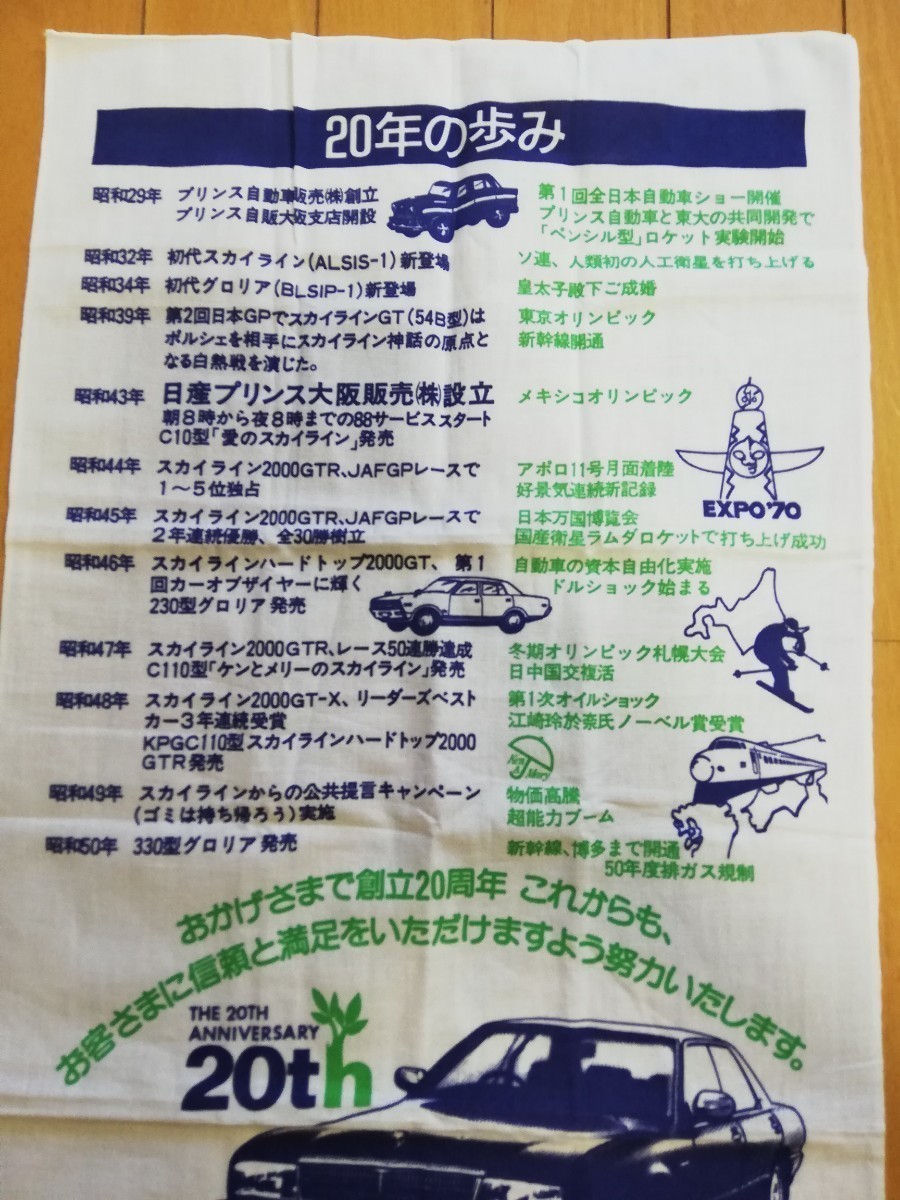 20年の歩み
昭和29年 プリンス自動車販売㈱創立
プリンス自販大阪支店開設
第1回全日本自動車ショー開催
プリンス自動車と東大の共同開発で
「ペンシル型」ロケット実験開始
昭和32年 初代スカイライン(ALSIS-1)新登場
ソ連、人類初の人工衛星を打ち上げる
昭和34年 初代グロリア(BLSIP-1)新登場
皇太子殿下ご成婚
昭和39年 第2回日本GPでスカイラインGT(54B型)は
ポルシェを相手にスカイライン神話の原点と
なる白熱戦を演じた。
東京オリンピック
新幹線開通
昭和43年 日産プリンス大阪販売㈱設立
朝8時から夜8時までの88サービススタート
C10型「愛のスカイライン」発売
メキシコオリンピック
昭和44年 スカイライン2000GTR、JAFGPレースで
1〜5位独占
アポロ11号月面着陸
好景気連続新記録
EXPO'70
昭和45年 スカイライン2000GTR、JAFGPレースで
2年連続優勝、全30勝樹立
日本万国博覧会
国産衛星ラムダロケットで打ち上げ成功
昭和46年 スカイラインハードトップ2000GT、第1
回カーオブザイヤーに輝く
230型グロリア発売
自動車の資本自由化実施
ドルショック始まる
昭和47年 スカイライン2000GTR、レース50連勝達成
C110型「ケンとメリーのスカイライン」発売
冬期オリンピック札幌大会
日中国交復活
昭和48年 スカイライン2000GT-X、リーダーズベスト
カー3年連続受賞
KPGC110型スカイラインハードトップ2000
GTR発売
第1次オイルショック
江崎玲於奈氏ノーベル賞受賞
Ken
&
Mery
昭和49年 スカイラインからの公共提言キャンペーン
(ゴミは持ち帰ろう)実施
物価高騰
超能力ブーム
昭和50年 330型グロリア発売
新幹線、博多まで開通
50年度排ガス規制
おかげさまで創立20周年 これからも、
お客さまに信頼と満足をいただけますよう努力いたします。
THE 20TH
ANNIVERSARY
20th